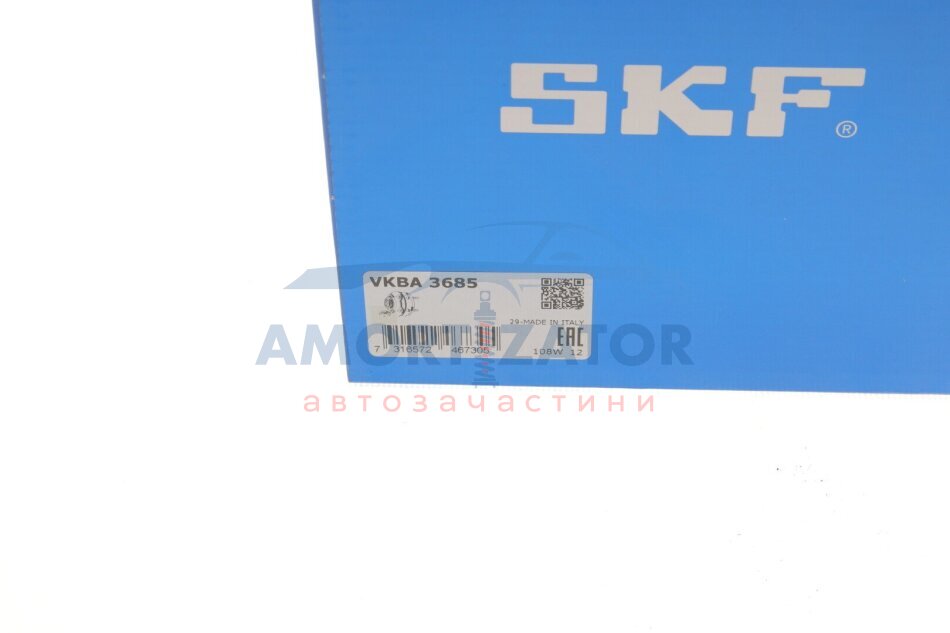 SKF®
VKBA 3685
29-MADE IN ITALY
7 316572 467305
EAC
108W 12
AMORTIZATOR
автозачастини